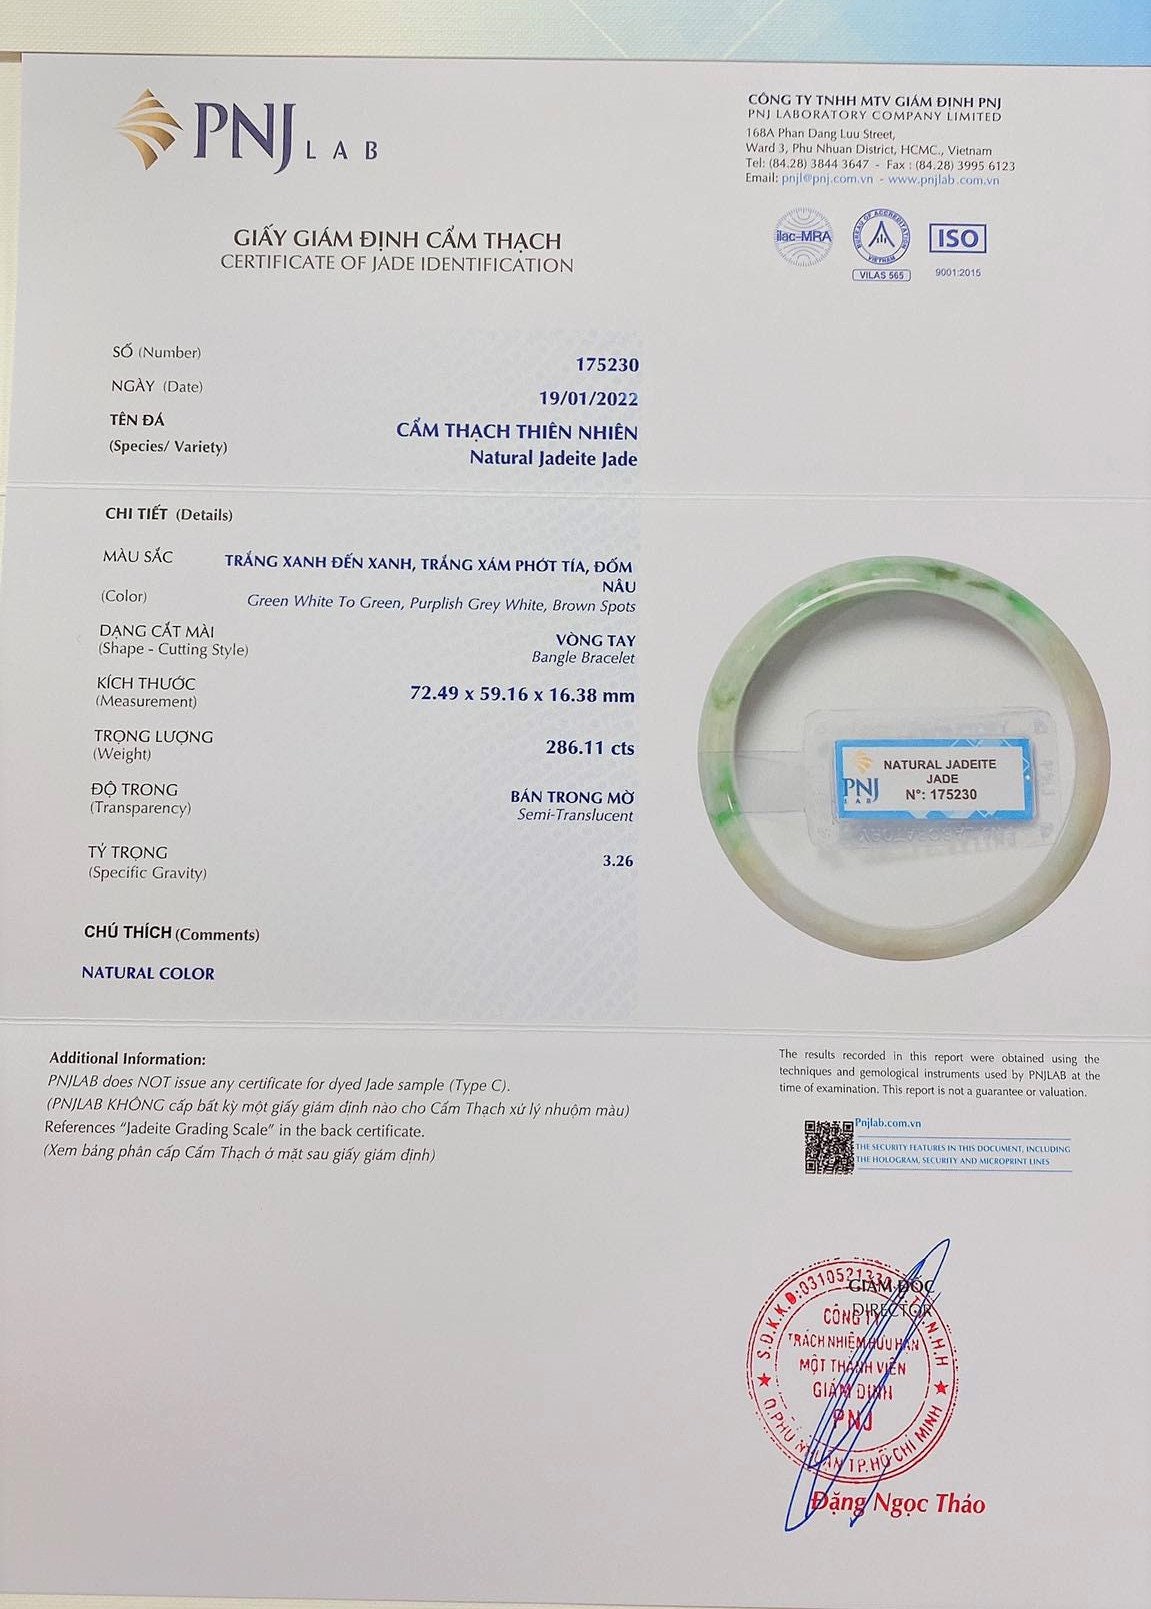 PNJ LAB
CÔNG TY TNHH MTV GIÁM ĐỊNH PNJ
PNJ LABORATORY COMPANY LIMITED
168A Phan Dang Luu Street,
Ward 3, Phu Nhuan District, HCMC., Vietnam
Tel: (84.28) 3844 3647 - Fax : (84.28) 3995 6123
Email: pnjl@pnj.com.vn - www.pnjlab.com.vn
ilac-MRA
BUREAU OF ACCREDITATION
VIETNAM
VILAS 565
ISO
9001:2015
GIẤY GIÁM ĐỊNH CẨM THẠCH
CERTIFICATE OF JADE IDENTIFICATION
SỐ (Number)
175230
NGÀY (Date)
19/01/2022
TÊN ĐÁ
(Species/ Variety)
CẨM THẠCH THIÊN NHIÊN
Natural Jadeite Jade
CHI TIẾT (Details)
MÀU SẮC
(Color)
TRẮNG XANH ĐẾN XANH, TRẮNG XÁM PHỚT TÍA, ĐỐM
NÂU
Green White To Green, Purplish Grey White, Brown Spots
DẠNG CẮT MÀI
(Shape - Cutting Style)
VÒNG TAY
Bangle Bracelet
KÍCH THƯỚC
(Measurement)
72.49 x 59.16 x 16.38 mm
TRỌNG LƯỢNG
(Weight)
286.11 cts
ĐỘ TRONG
(Transparency)
BÁN TRONG MỜ
Semi-Translucent
TỶ TRỌNG
(Specific Gravity)
3.26
CHÚ THÍCH (Comments)
NATURAL COLOR
PNJ
LAB
NATURAL JADEITE
JADE
N°: 175230
Additional Information:
PNJLAB does NOT issue any certificate for dyed Jade sample (Type C).
(PNJLAB KHÔNG cấp bất kỳ một giấy giám định nào cho Cẩm Thạch xử lý nhuộm màu)
References “Jadeite Grading Scale” in the back certificate.
(Xem bảng phân cấp Cẩm Thạch ở mặt sau giấy giám định)
The results recorded in this report were obtained using the
techniques and gemological instruments used by PNJLAB at the
time of examination. This report is not a guarantee or valuation.
Pnjlab.com.vn
THE SECURITY FEATURES IN THIS DOCUMENT, INCLUDING
THE HOLOGRAM, SECURITY AND MICROPRINT LINES
GIÁM ĐỐC
DIRECTOR
S.Đ.K.K.Đ:
T.N.H.H
CÔNG TY
TRÁCH NHIỆM HỮU HẠN
MỘT THÀNH VIÊN
GIÁM ĐỊNH
PNJ
Q.PHÚ NHUẬN TP.HỒ CHÍ MINH
Đặng Ngọc Thảo